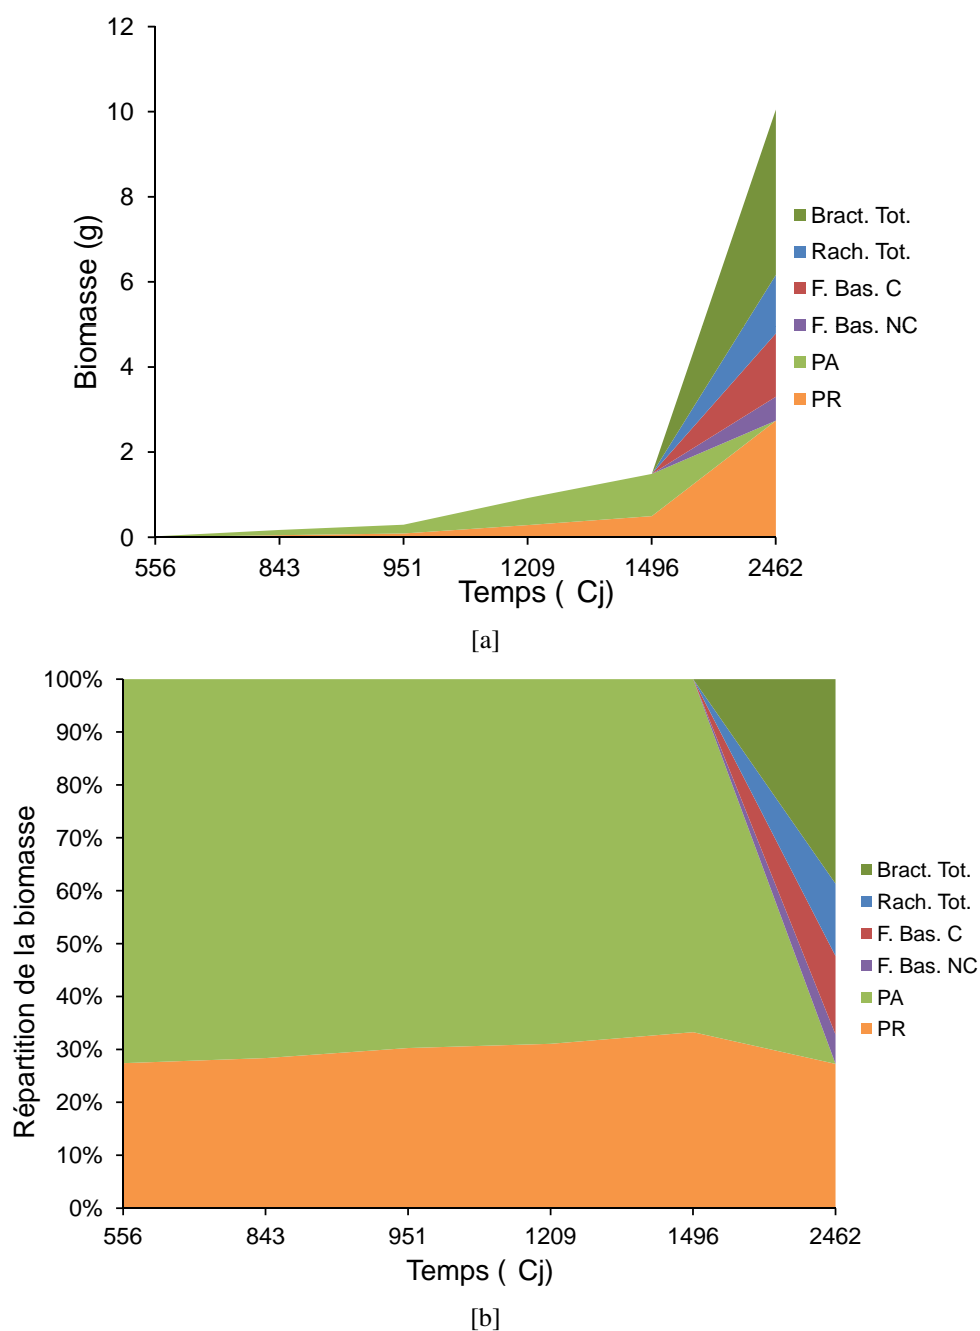 12
10
8
6
4
2
0
Biomasse (g)
556 843 951 1209 1496 2462
Temps ( Cj)
Bract. Tot.
Rach. Tot.
F. Bas. C
F. Bas. NC
PA
PR
[a]
100%
90%
80%
70%
60%
50%
40%
30%
20%
10%
0%
Répartition de la biomasse
556 843 951 1209 1496 2462
Temps ( Cj)
Bract. Tot.
Rach. Tot.
F. Bas. C
F. Bas. NC
PA
PR
[b]